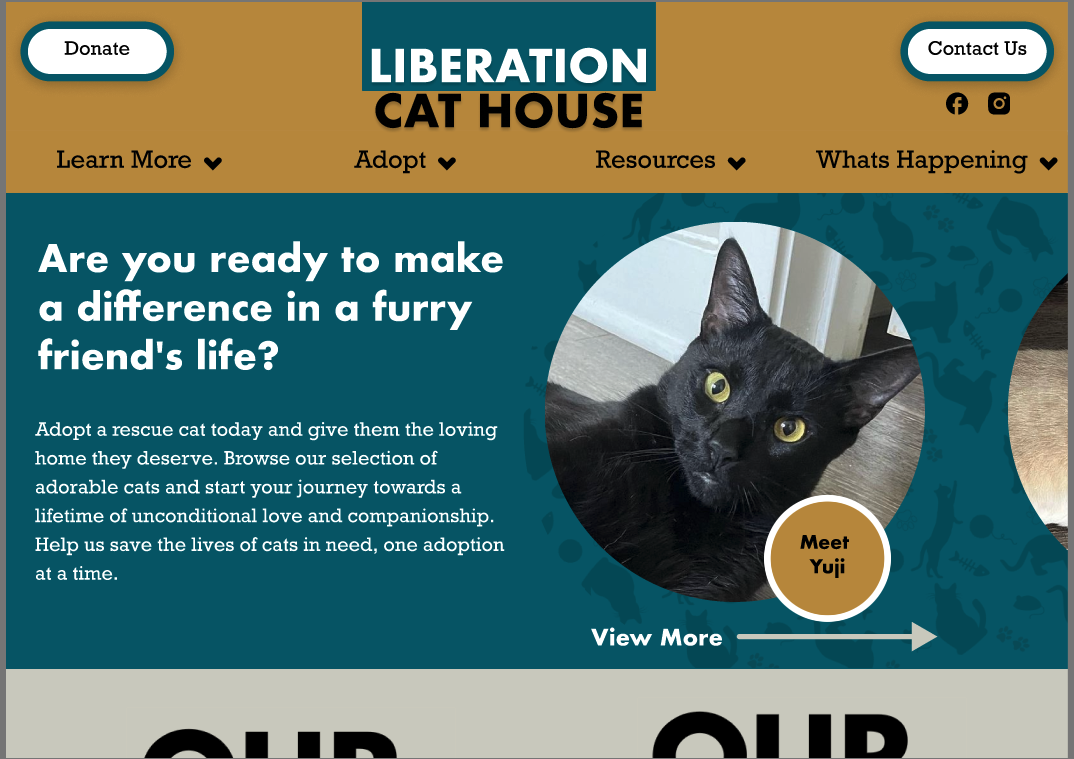 Donate
LIBERATION
CAT HOUSE
Contact Us
Learn More
Adopt
Resources
Whats Happening
Are you ready to make
a difference in a furry
friend's life?
Adopt a rescue cat today and give them the loving
home they deserve. Browse our selection of
adorable cats and start your journey towards a
lifetime of unconditional love and companionship.
Help us save the lives of cats in need, one adoption
at a time.
Meet
Yuji
View More
OUR
OUR